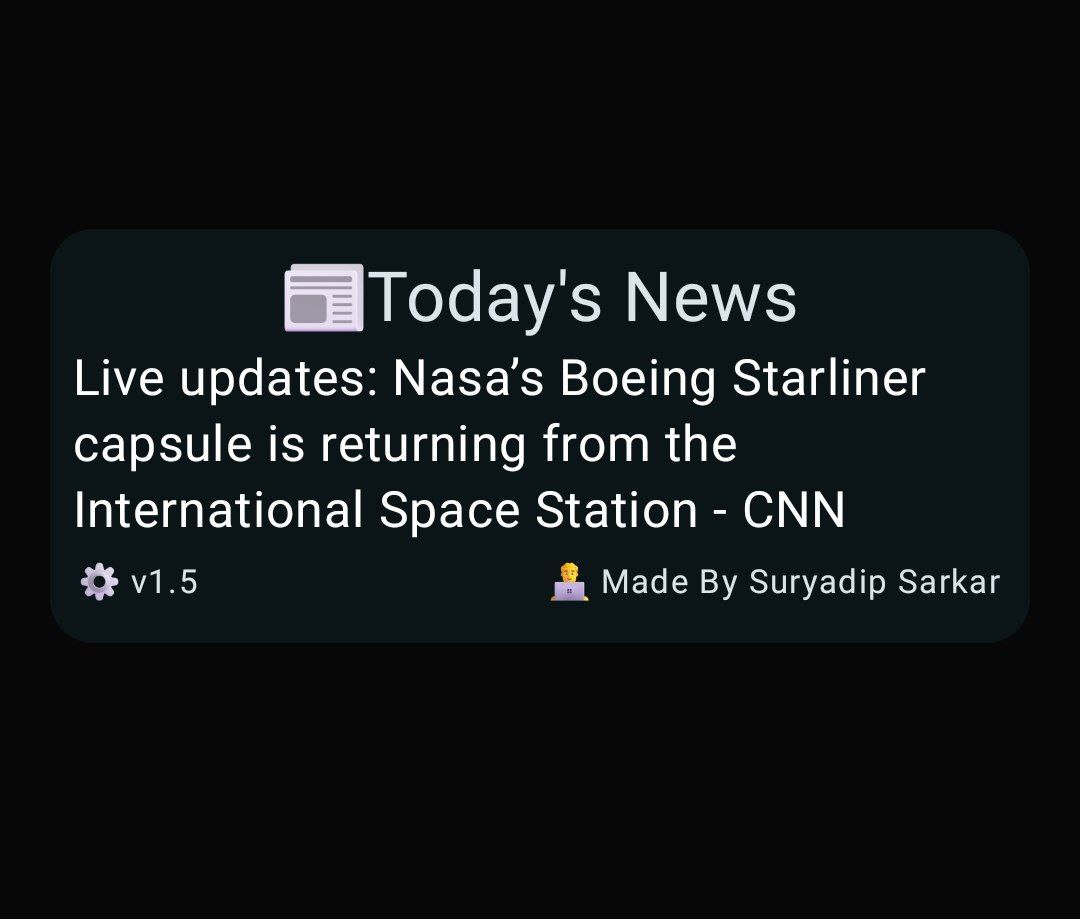 Today's News
Live updates: Nasa’s Boeing Starliner
capsule is returning from the
International Space Station - CNN
v1.5
Made By Suryadip Sarkar